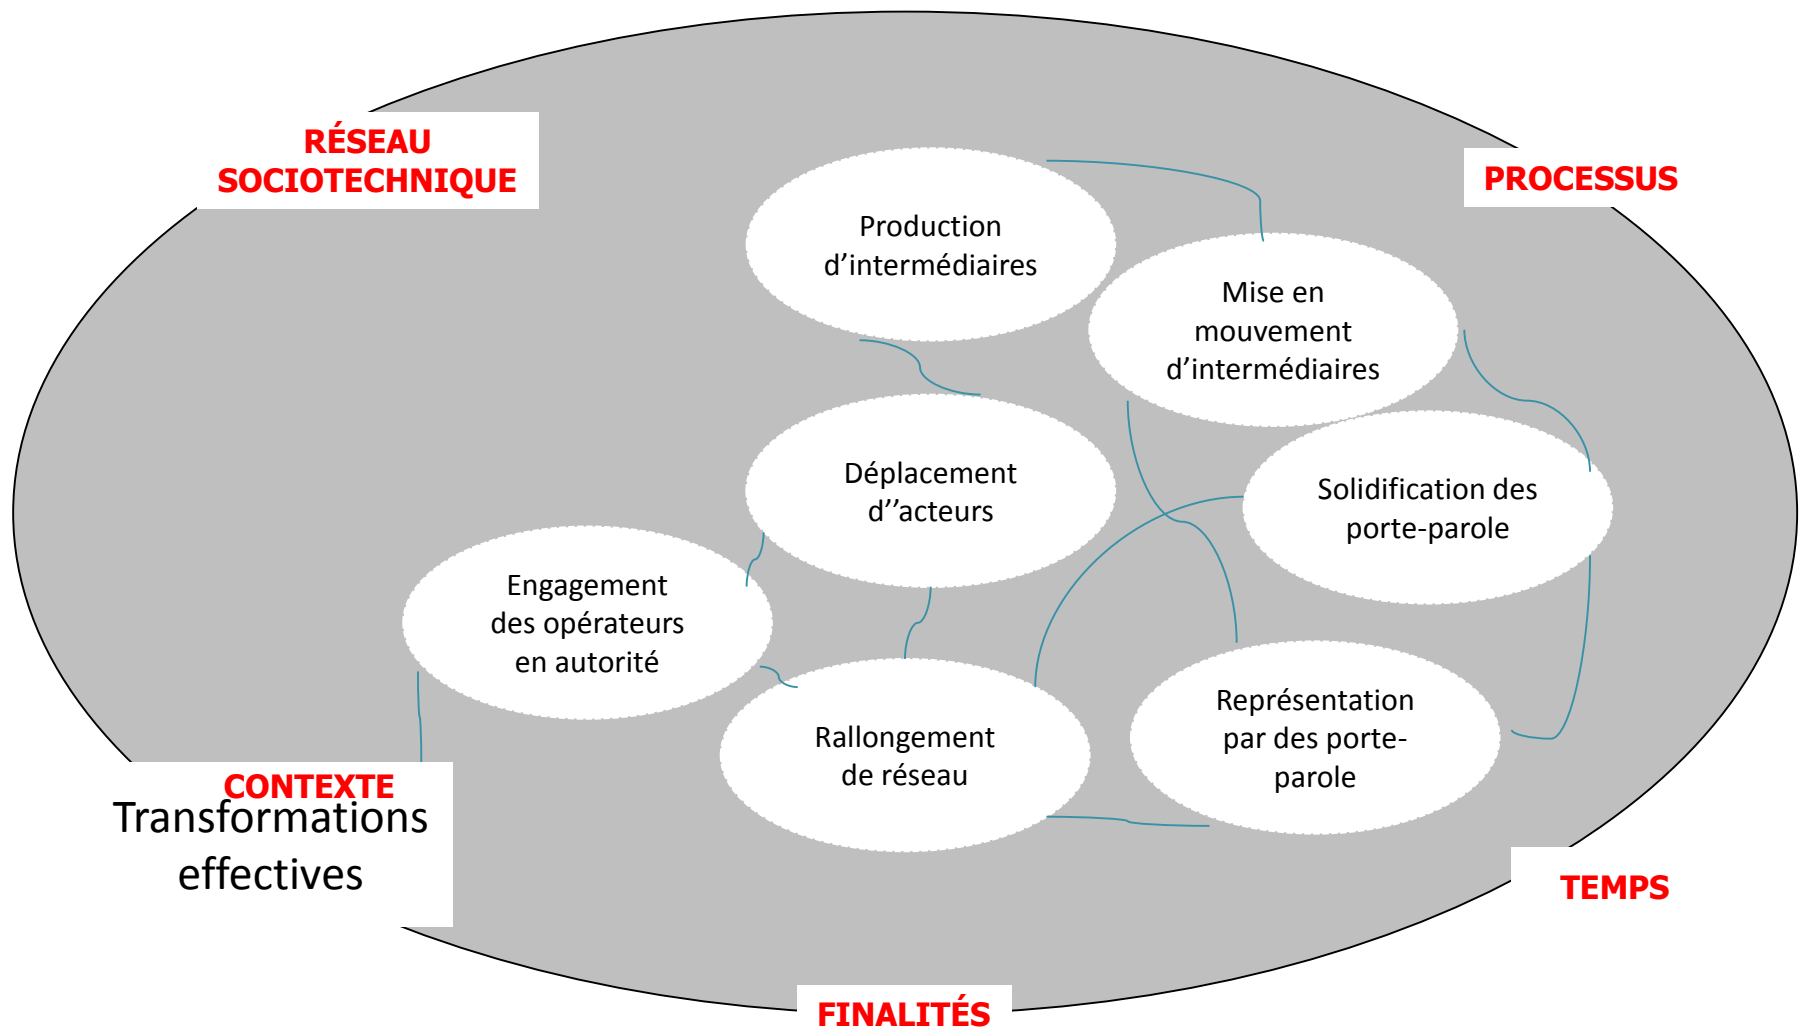 RÉSEAU
SOCIOTECHNIQUE
PROCESSUS
Production
d’intermédiaires
Mise en
mouvement
d’intermédiaires
Déplacement
d’’acteurs
Solidification des
porte-parole
Engagement
des opérateurs
en autorité
Rallongement
de réseau
Représentation
par des porte-
parole
CONTEXTE
Transformations
effectives
TEMPS
FINALITÉS